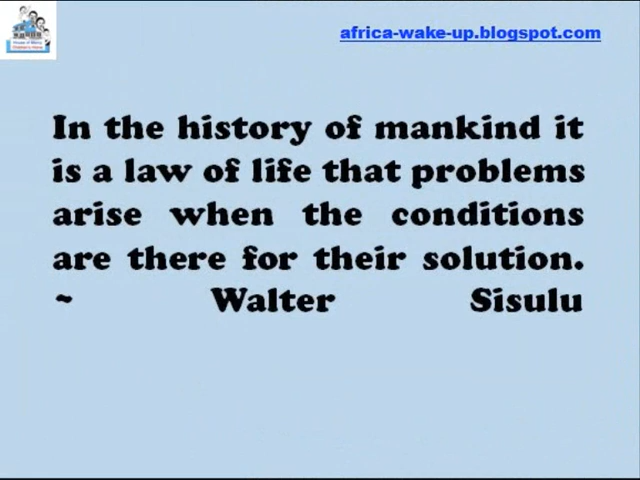 africa-wake-up.blogspot.com
In the history of mankind it
is a law of life that problems
arise when the conditions
are there for their solution.
~ Walter Sisulu